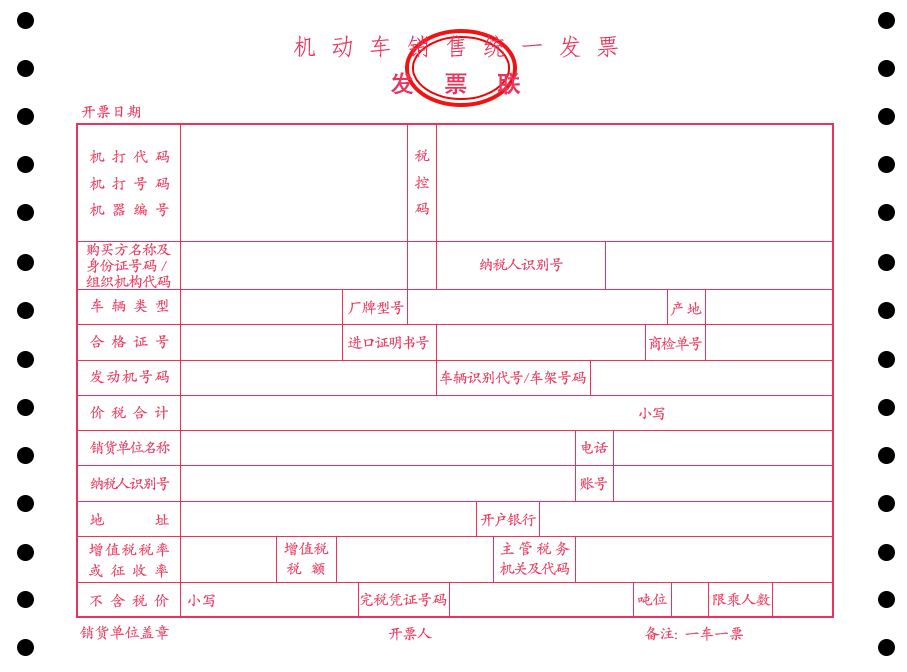 机动车销售统一发票
发票联
开票日期
机打代码
机打号码
机器编号
税控码
购买方名称及
身份证号码/
组织机构代码
纳税人识别号
车辆类型
厂牌型号
产地
合格证号
进口证明书号
商检单号
发动机号码
车辆识别代号/车架号码
价税合计
小写
销货单位名称
电话
纳税人识别号
账号
地址
开户银行
增值税税率
或征收率
增值税
税额
主管税务
机关及代码
不含税价
小写
完税凭证号码
吨位
限乘人数
销货单位盖章
开票人
备注: 一车一票